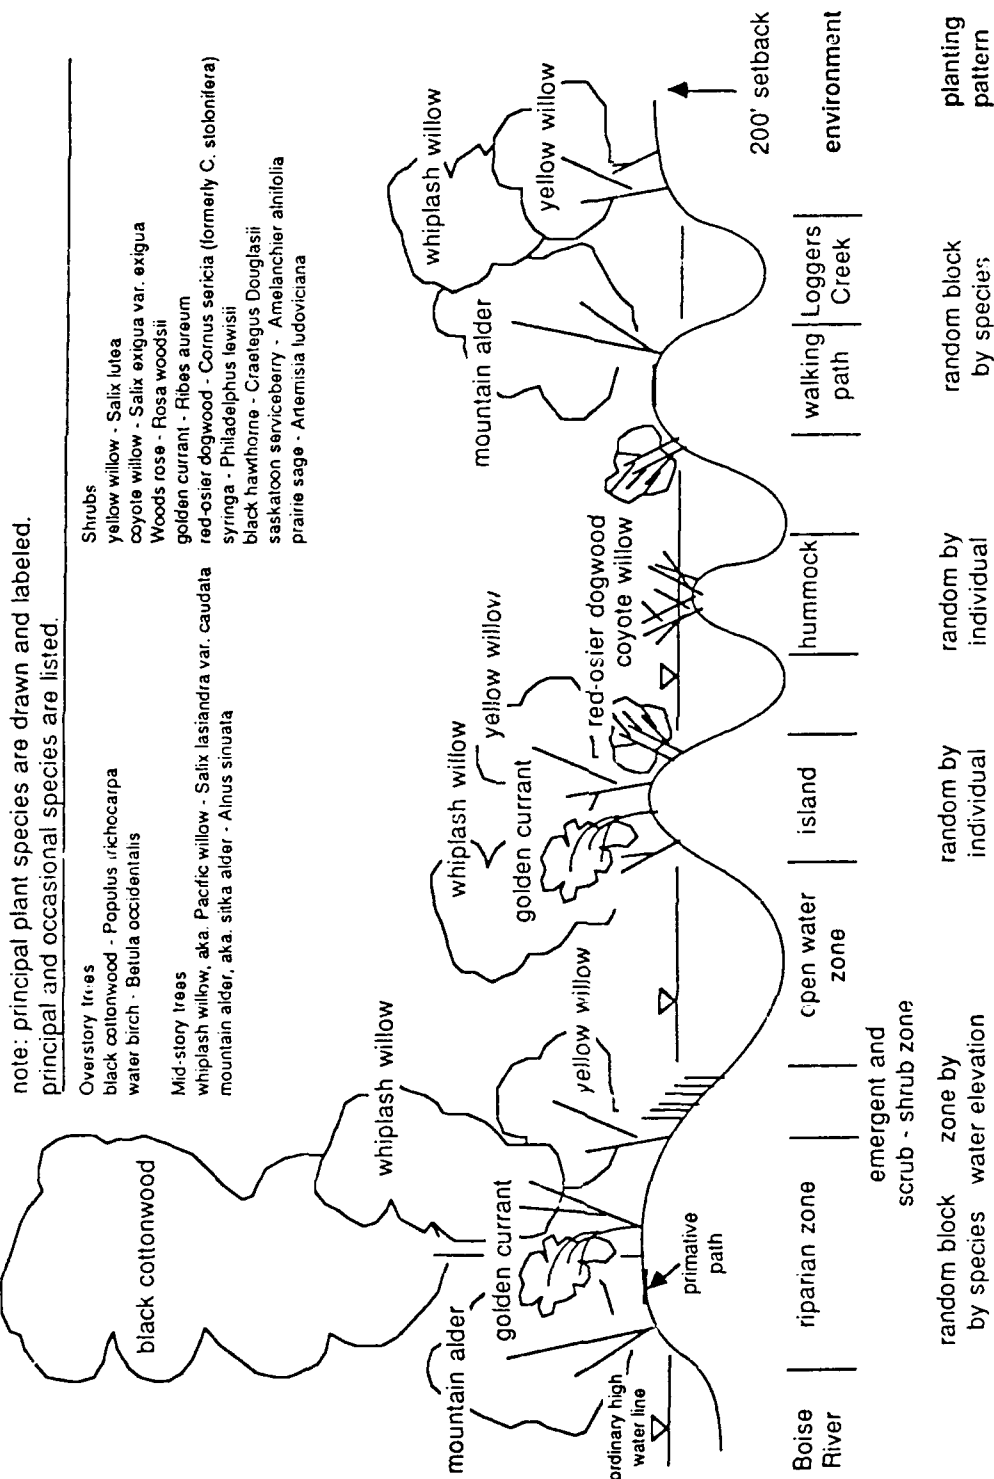 note: principal plant species are drawn and labeled.
principal and occasional species are listed.
Overstory trees
black cottonwood - Populus trichocarpa
water birch - Betula occidentalis
Mid-story trees
whiplash willow, aka. Pacific willow - Salix lasiandra var. caudata
mountain alder, aka. sitka alder - Alnus sinuata
Shrubs
yellow willow - Salix lutea
coyote willow - Salix exigua var. exigua
Woods rose - Rosa woodsii
golden currant - Ribes aureum
red-osier dogwood - Cornus sericia (formerly C. stolonifera)
syringa - Philadelphus lewisii
black hawthorne - Craetegus Douglasii
saskatoon serviceberry - Amelanchier alnifolia
prairie sage - Artemisia ludoviciana
black cottonwood
whiplash willow
mountain alder
golden currant
yellow willow
ordinary high
water line
primative
path
whiplash willow
golden currant
yellow willow
red-osier dogwood
coyote willow
mountain alder
whiplash willow
yellow willow
200' setback
Boise
River
riparian zone
emergent and
scrub - shrub zone
open water
zone
island
hummock
walking
path
Loggers
Creek
environment
random block
by species
zone by
water elevation
random by
individual
random by
individual
random block
by species
planting
pattern